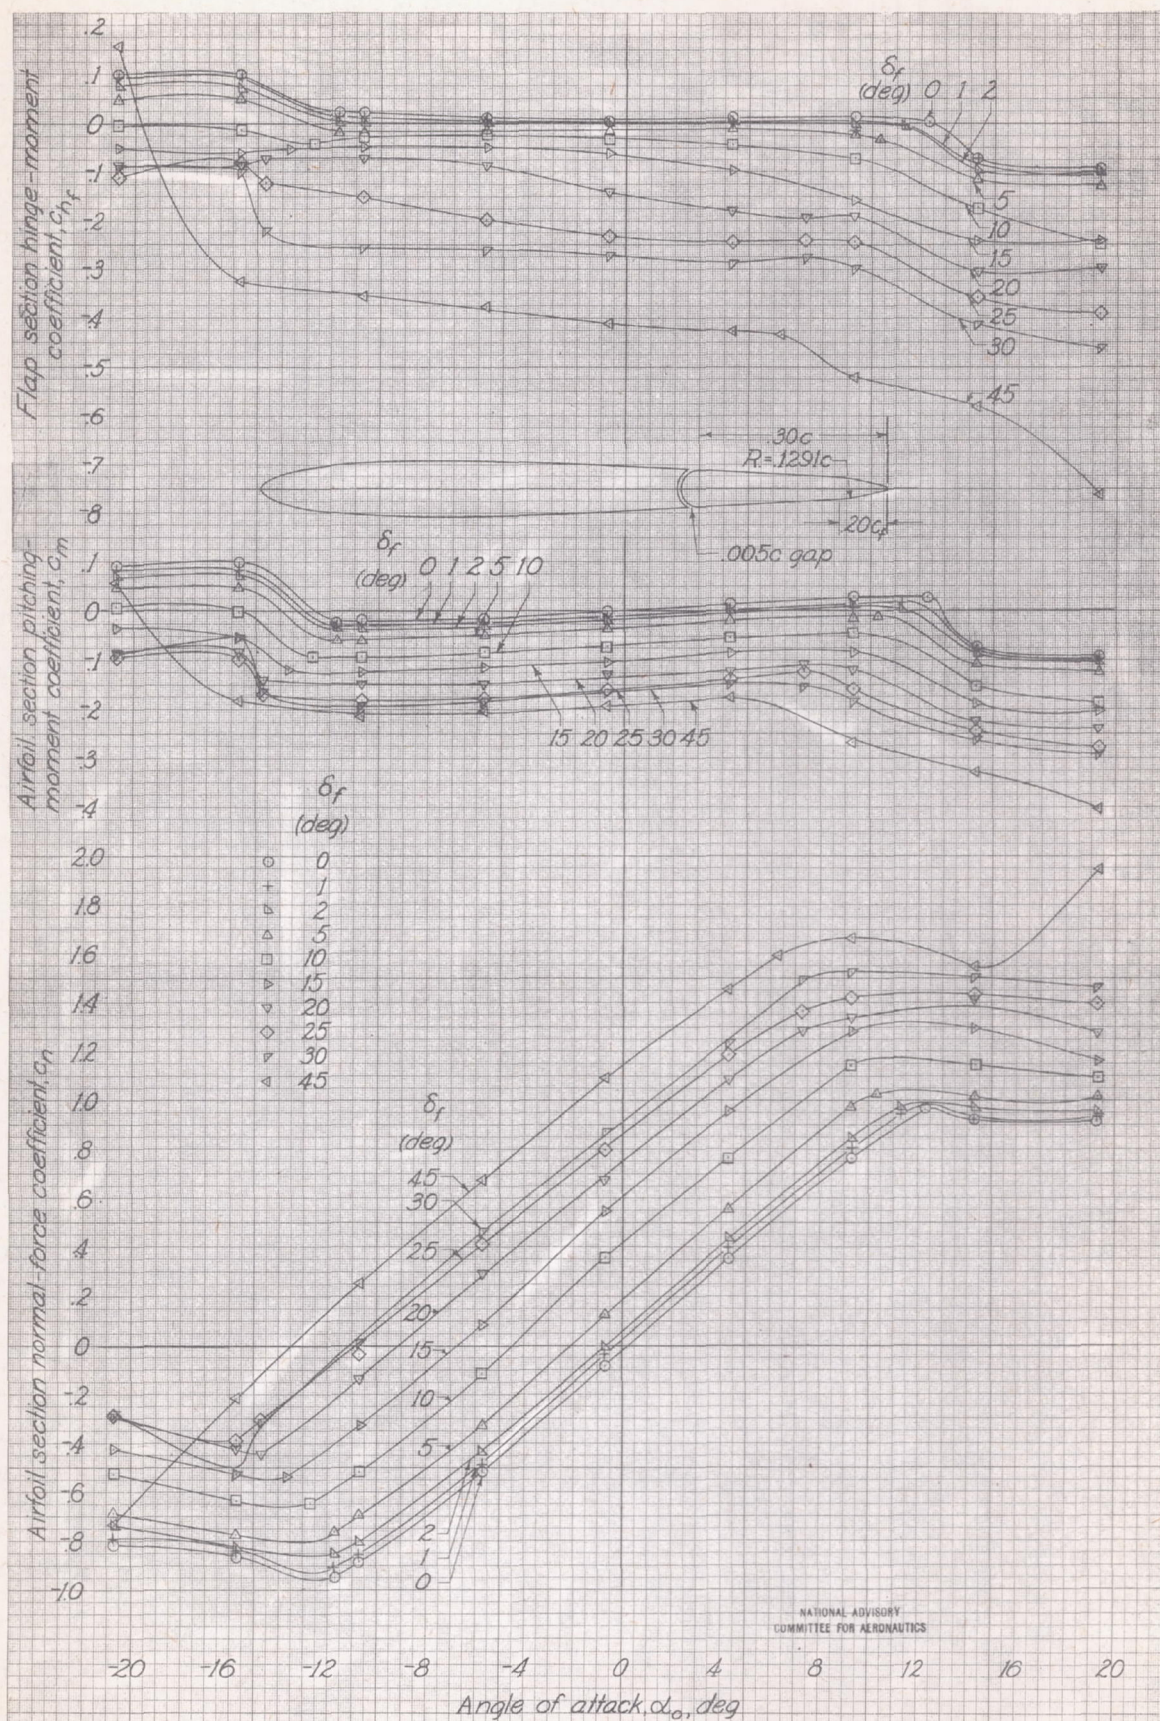 .2
.1
0
-.1
-.2
-.3
-.4
-.5
-.6
-.7
-.8
Flap section hinge-moment
coefficient, c_hf
δf
(deg) 0 1 2
5
10
15
20
25
30
45
.30c
R=.1291c
.20cf
.005c gap
.1
0
-.1
-.2
-.3
-.4
Airfoil section pitching-
moment coefficient, cm
δf
(deg) 0 1 2 5 10
15 20 25 30 45
δf
(deg)
0
1
2
5
10
15
20
25
30
45
2.0
1.8
1.6
1.4
1.2
1.0
.8
.6
.4
.2
0
-.2
-.4
-.6
-.8
-1.0
Airfoil section normal-force coefficient, cn
δf
(deg)
45
30
25
20
15
10
5
2
1
0
NATIONAL ADVISORY
COMMITTEE FOR AERONAUTICS
-20 -16 -12 -8 -4 0 4 8 12 16 20
Angle of attack, α₀, deg